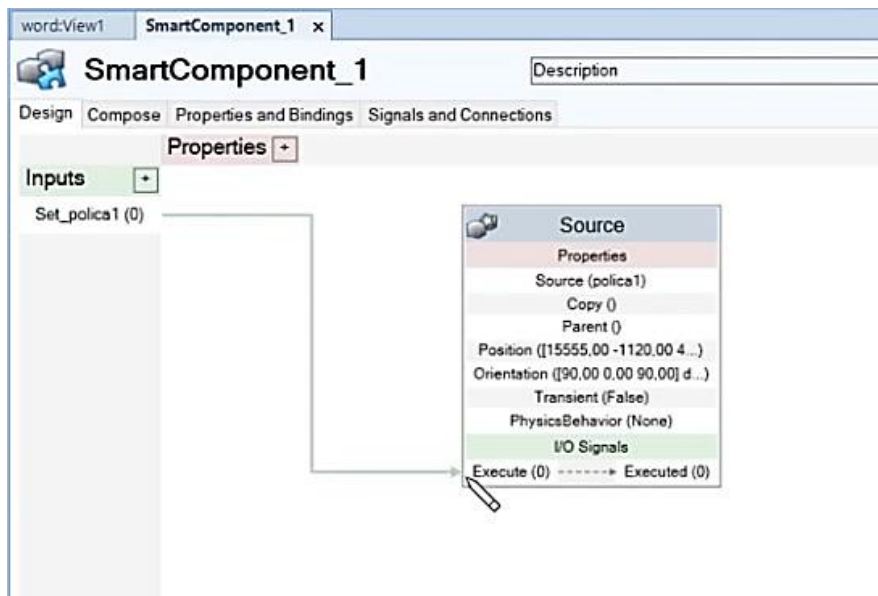 word:View1 SmartComponent_1 x
SmartComponent_1
Description
Design Compose Properties and Bindings Signals and Connections
Properties +
Inputs +
Set_polica1 (0)
Source
Properties
Source (polica1)
Copy ()
Parent ()
Position ([15555,00 -1120,00 4...)
Orientation ([90,00 0,00 90,00] d...)
Transient (False)
PhysicsBehavior (None)
I/O Signals
Execute (0) Executed (0)